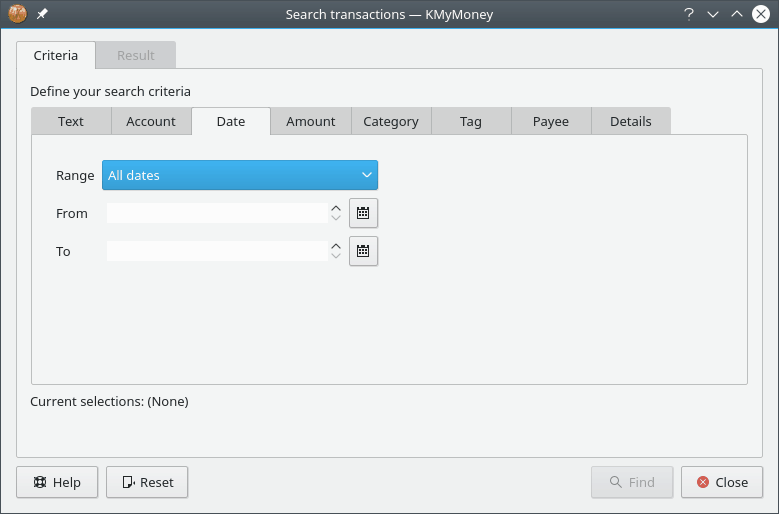 Search transactions — KMyMoney
Criteria Result
Define your search criteria
Text Account Date Amount Category Tag Payee Details
Range All dates
From
To
Current selections: (None)
Help Reset Find Close